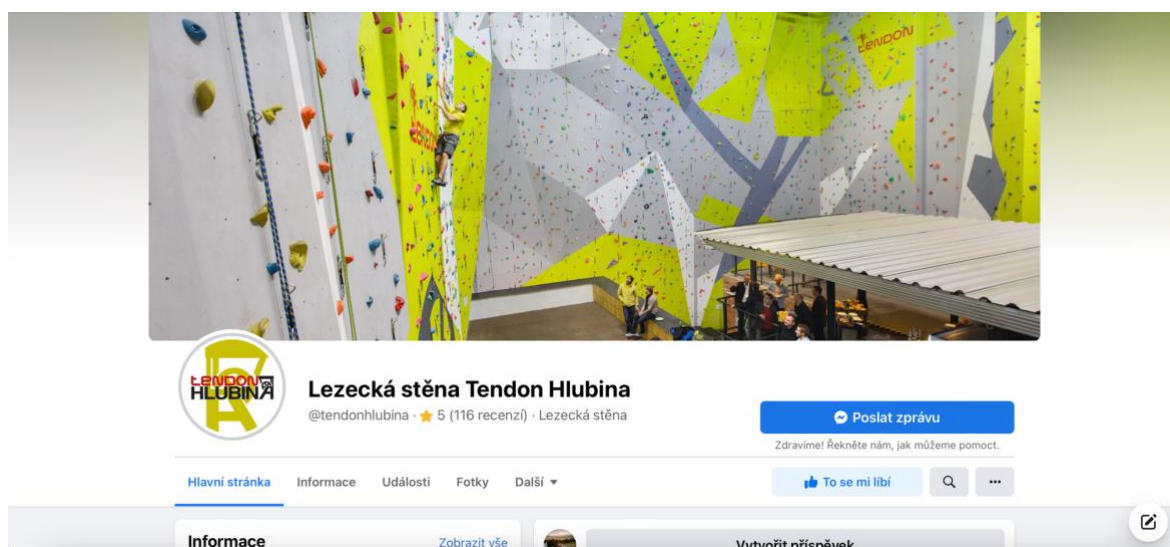 tendon
tendon
tendon
HLUBINA
Lezecká stěna Tendon Hlubina
@tendonhlubina · 5 (116 recenzí) · Lezecká stěna
Poslat zprávu
Zdravíme! Řekněte nám, jak můžeme pomoct.
Hlavní stránka Informace Události Fotky Další
To se mi líbí
Informace Zobrazit vše
Vytvořit příspěvek